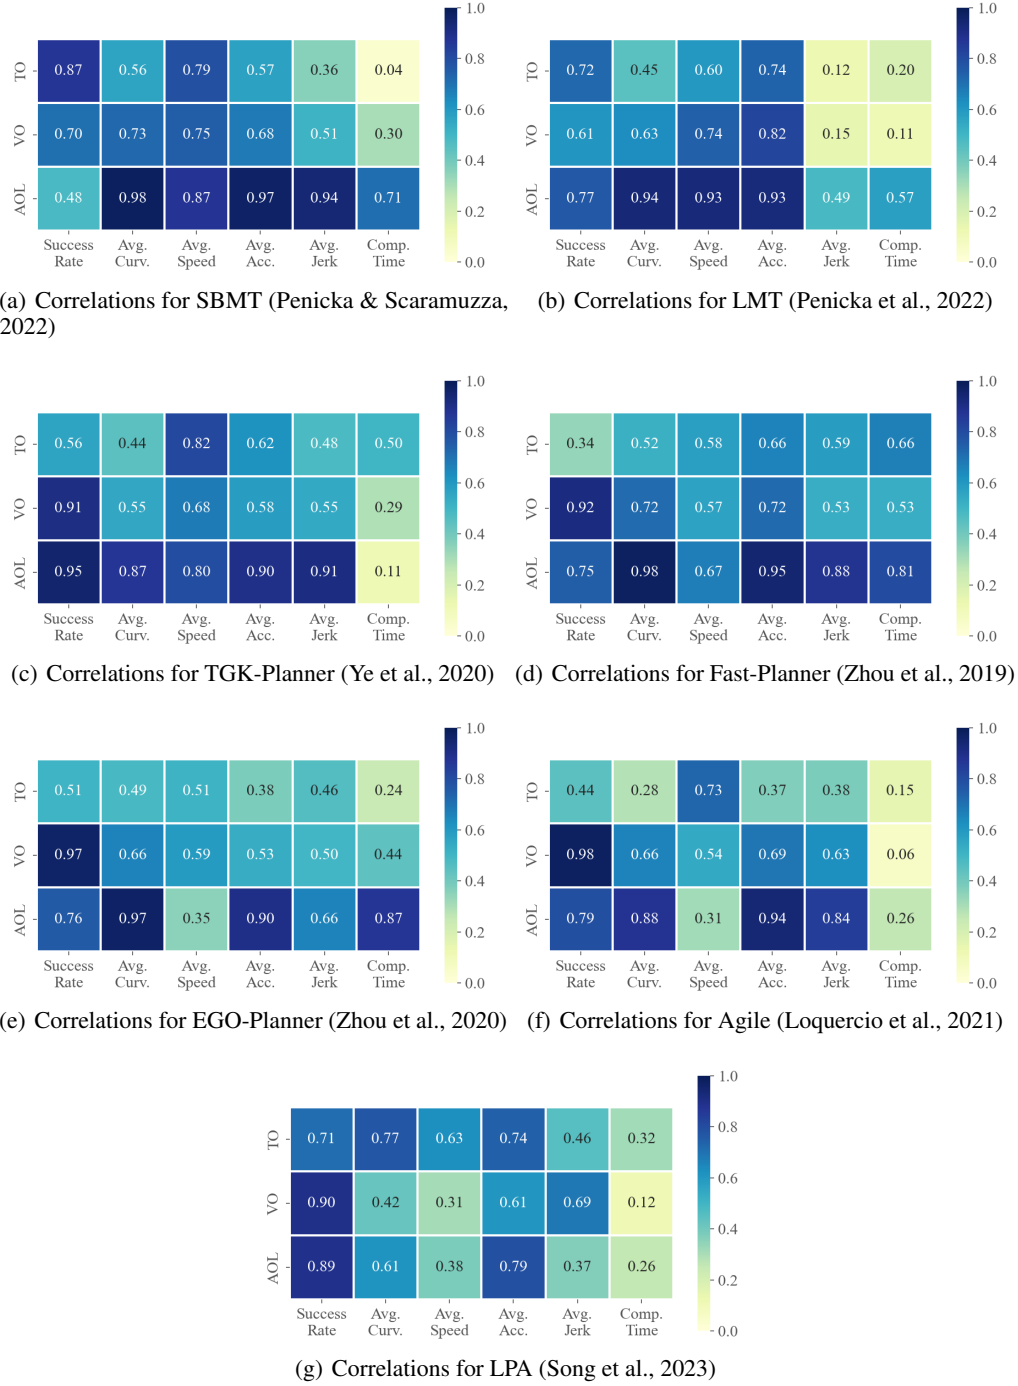 1.0
0.8
0.6
0.4
0.2
0.0
TO 0.87 0.56 0.79 0.57 0.36 0.04
VO 0.70 0.73 0.75 0.68 0.51 0.30
AOL 0.48 0.98 0.87 0.97 0.94 0.71
Success Avg. Avg. Avg. Avg. Comp.
Rate Curv. Speed Acc. Jerk Time
(a) Correlations for SBMT (Penicka & Scaramuzza,
2022)
1.0
0.8
0.6
0.4
0.2
0.0
TO 0.72 0.45 0.60 0.74 0.12 0.20
VO 0.61 0.63 0.74 0.82 0.15 0.11
AOL 0.77 0.94 0.93 0.93 0.49 0.57
Success Avg. Avg. Avg. Avg. Comp.
Rate Curv. Speed Acc. Jerk Time
(b) Correlations for LMT (Penicka et al., 2022)
1.0
0.8
0.6
0.4
0.2
0.0
TO 0.56 0.44 0.82 0.62 0.48 0.50
VO 0.91 0.55 0.68 0.58 0.55 0.29
AOL 0.95 0.87 0.80 0.90 0.91 0.11
Success Avg. Avg. Avg. Avg. Comp.
Rate Curv. Speed Acc. Jerk Time
(c) Correlations for TGK-Planner (Ye et al., 2020)
1.0
0.8
0.6
0.4
0.2
0.0
TO 0.34 0.52 0.58 0.66 0.59 0.66
VO 0.92 0.72 0.57 0.72 0.53 0.53
AOL 0.75 0.98 0.67 0.95 0.88 0.81
Success Avg. Avg. Avg. Avg. Comp.
Rate Curv. Speed Acc. Jerk Time
(d) Correlations for Fast-Planner (Zhou et al., 2019)
1.0
0.8
0.6
0.4
0.2
0.0
TO 0.51 0.49 0.51 0.38 0.46 0.24
VO 0.97 0.66 0.59 0.53 0.50 0.44
AOL 0.76 0.97 0.35 0.90 0.66 0.87
Success Avg. Avg. Avg. Avg. Comp.
Rate Curv. Speed Acc. Jerk Time
(e) Correlations for EGO-Planner (Zhou et al., 2020)
1.0
0.8
0.6
0.4
0.2
0.0
TO 0.44 0.28 0.73 0.37 0.38 0.15
VO 0.98 0.66 0.54 0.69 0.63 0.06
AOL 0.79 0.88 0.31 0.94 0.84 0.26
Success Avg. Avg. Avg. Avg. Comp.
Rate Curv. Speed Acc. Jerk Time
(f) Correlations for Agile (Loquercio et al., 2021)
1.0
0.8
0.6
0.4
0.2
0.0
TO 0.71 0.77 0.63 0.74 0.46 0.32
VO 0.90 0.42 0.31 0.61 0.69 0.12
AOL 0.89 0.61 0.38 0.79 0.37 0.26
Success Avg. Avg. Avg. Avg. Comp.
Rate Curv. Speed Acc. Jerk Time
(g) Correlations for LPA (Song et al., 2023)